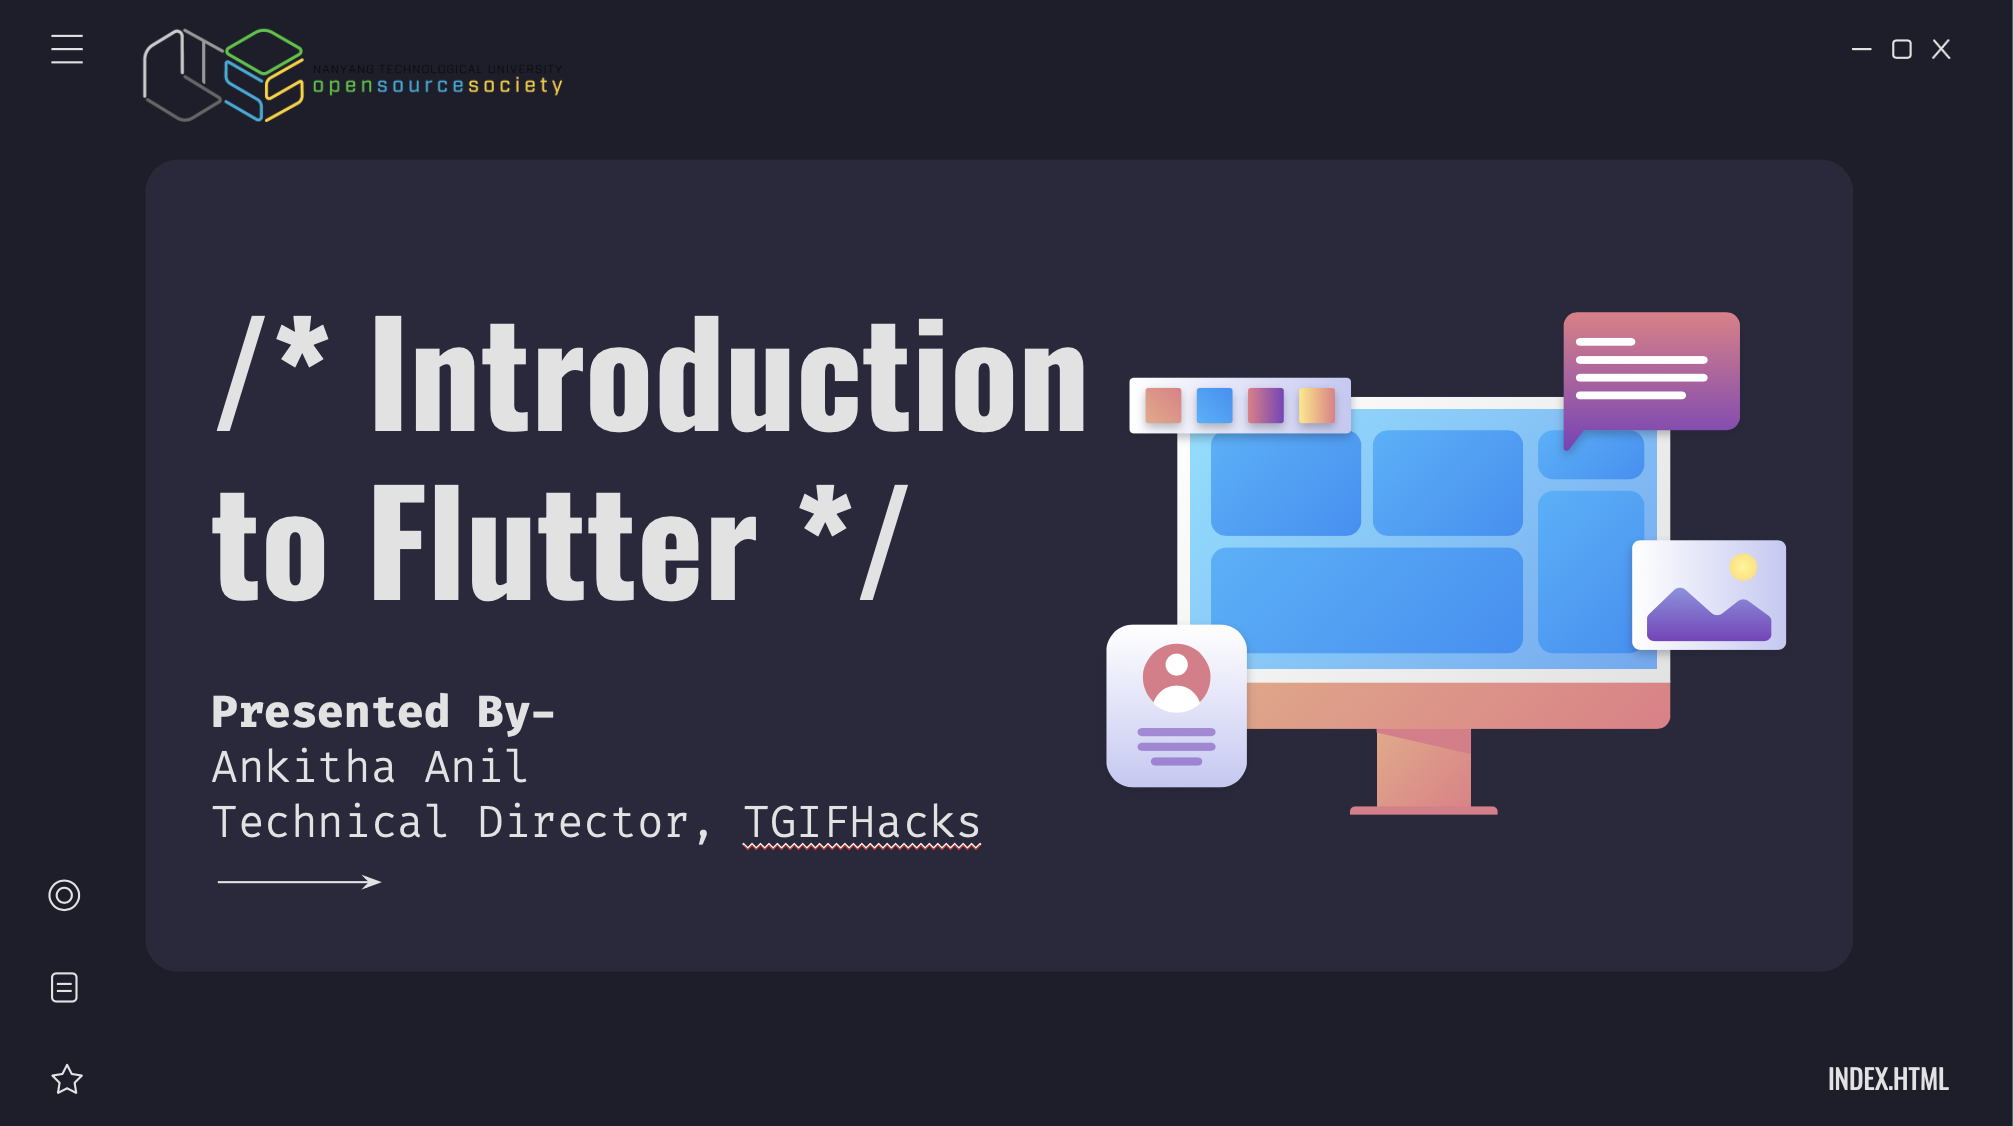 NANYANG TECHNOLOGICAL UNIVERSITY
opensourcesociety
/* Introduction
to Flutter */
Presented By-
Ankitha Anil
Technical Director, TGIFHacks
INDEX.HTML